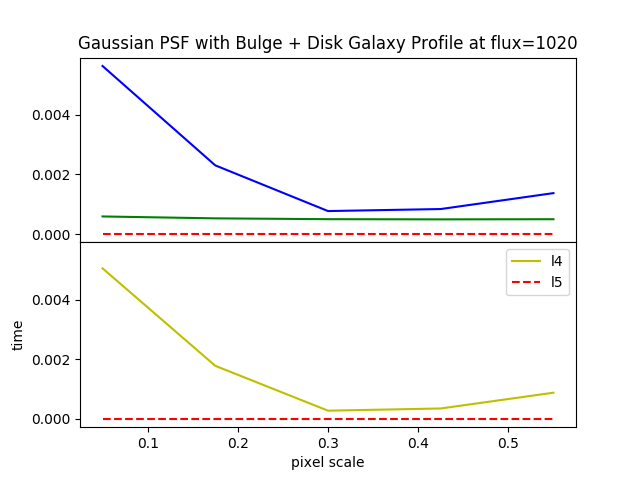 Gaussian PSF with Bulge + Disk Galaxy Profile at flux=1020
0.004
0.002
0.000
l4
l5
0.004
0.002
0.000
time
0.1 0.2 0.3 0.4 0.5
pixel scale